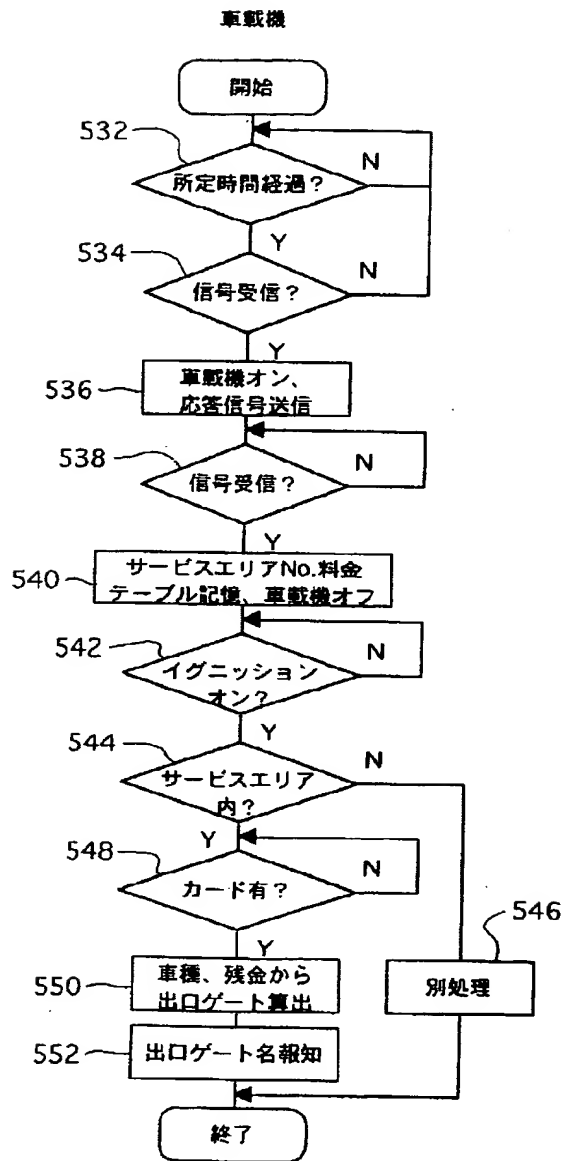 車載機
開始
532
所定時間経過?
N
Y
534
信号受信?
N
Y
536
車載機オン、
応答信号送信
538
信号受信?
N
Y
540
サービスエリアNo.料金
テーブル記憶、車載機オフ
542
イグニッション
オン?
N
Y
544
サービスエリア
内?
N
Y
548
カード有?
N
Y
546
別処理
550
車種、残金から
出口ゲート算出
552
出口ゲート名報知
終了